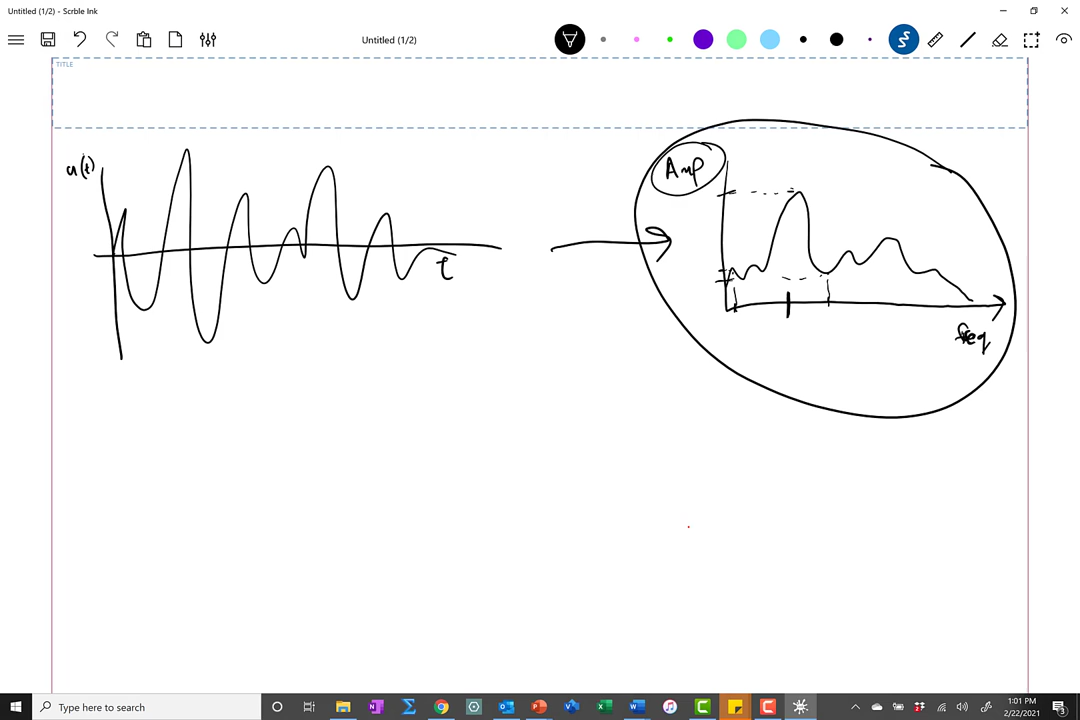 Untitled (1/2) - Scrble Ink
Untitled (1/2)
TITLE
u(t)
t
Amp
freq
Type here to search
1:01 PM
2/22/2021